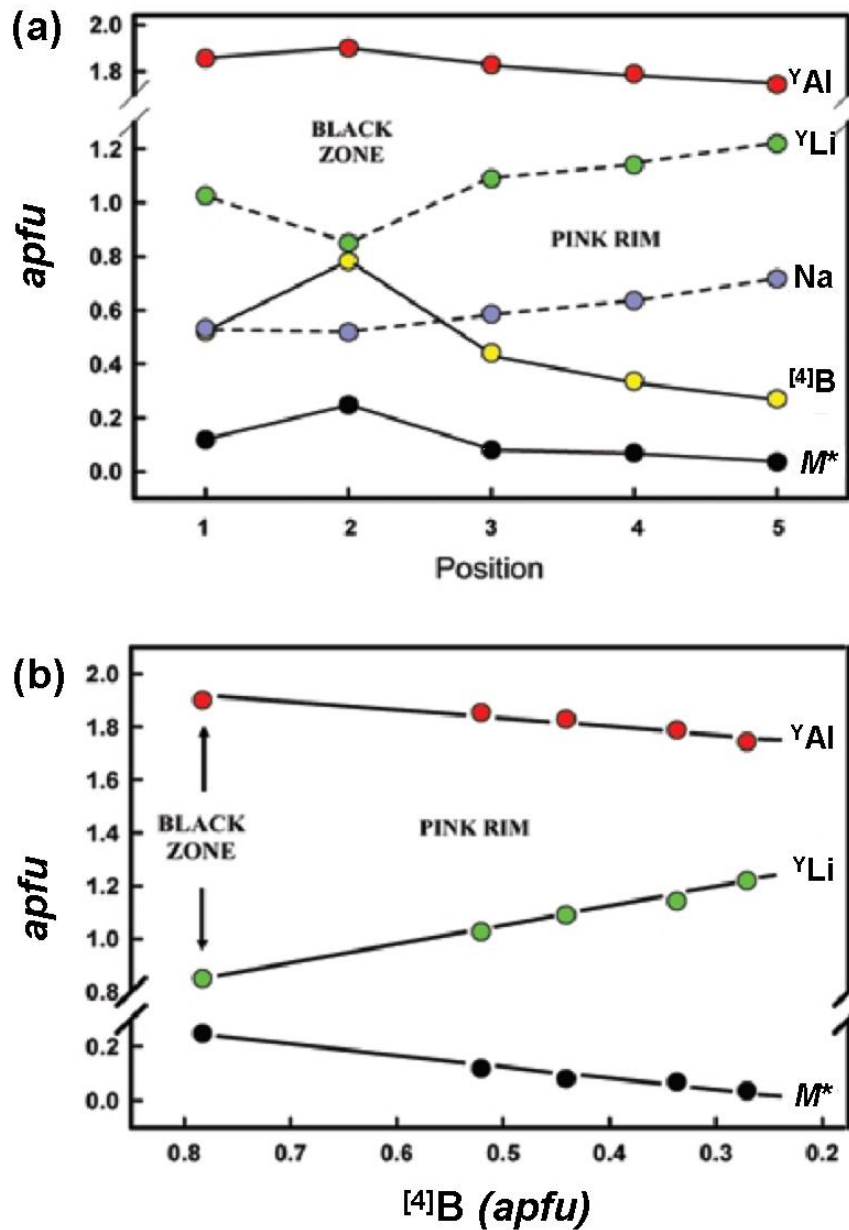 (a)
2.0
1.8
1.2
1.0
0.8
0.6
0.4
0.2
0.0
apfu
BLACK
ZONE
PINK RIM
ʸAl
ʸLi
Na
[4]B
M*
1 2 3 4 5
Position
(b)
2.0
1.8
1.6
1.4
1.2
1.0
0.8
0.2
0.0
apfu
BLACK
ZONE
PINK RIM
ʸAl
ʸLi
M*
0.8 0.7 0.6 0.5 0.4 0.3 0.2
[4]B (apfu)